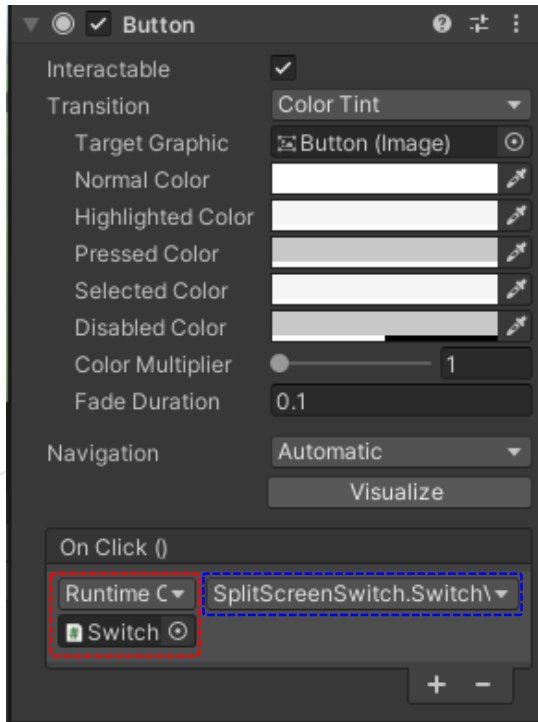 Button
Interactable
Transition Color Tint
Target Graphic Button (Image)
Normal Color
Highlighted Color
Pressed Color
Selected Color
Disabled Color
Color Multiplier 1
Fade Duration 0.1
Navigation Automatic
Visualize
On Click ()
Runtime C SplitScreenSwitch.Switch\
Switch
+ -